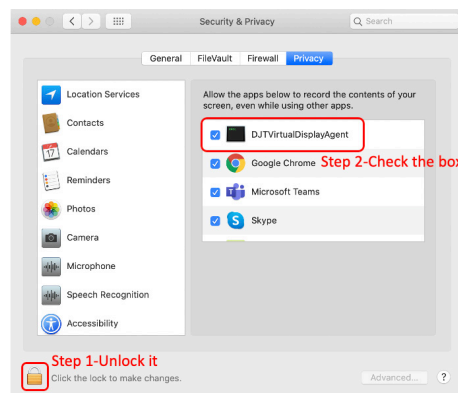 Security & Privacy
Search
General FileVault Firewall Privacy
Location Services
Contacts
Calendars
Reminders
Photos
Camera
Microphone
Speech Recognition
Accessibility
Allow the apps below to record the contents of your
screen, even while using other apps.
DJTVirtualDisplayAgent
Google Chrome
Step 2-Check the box
Microsoft Teams
Skype
Step 1-Unlock it
Click the lock to make changes.
Advanced... ?